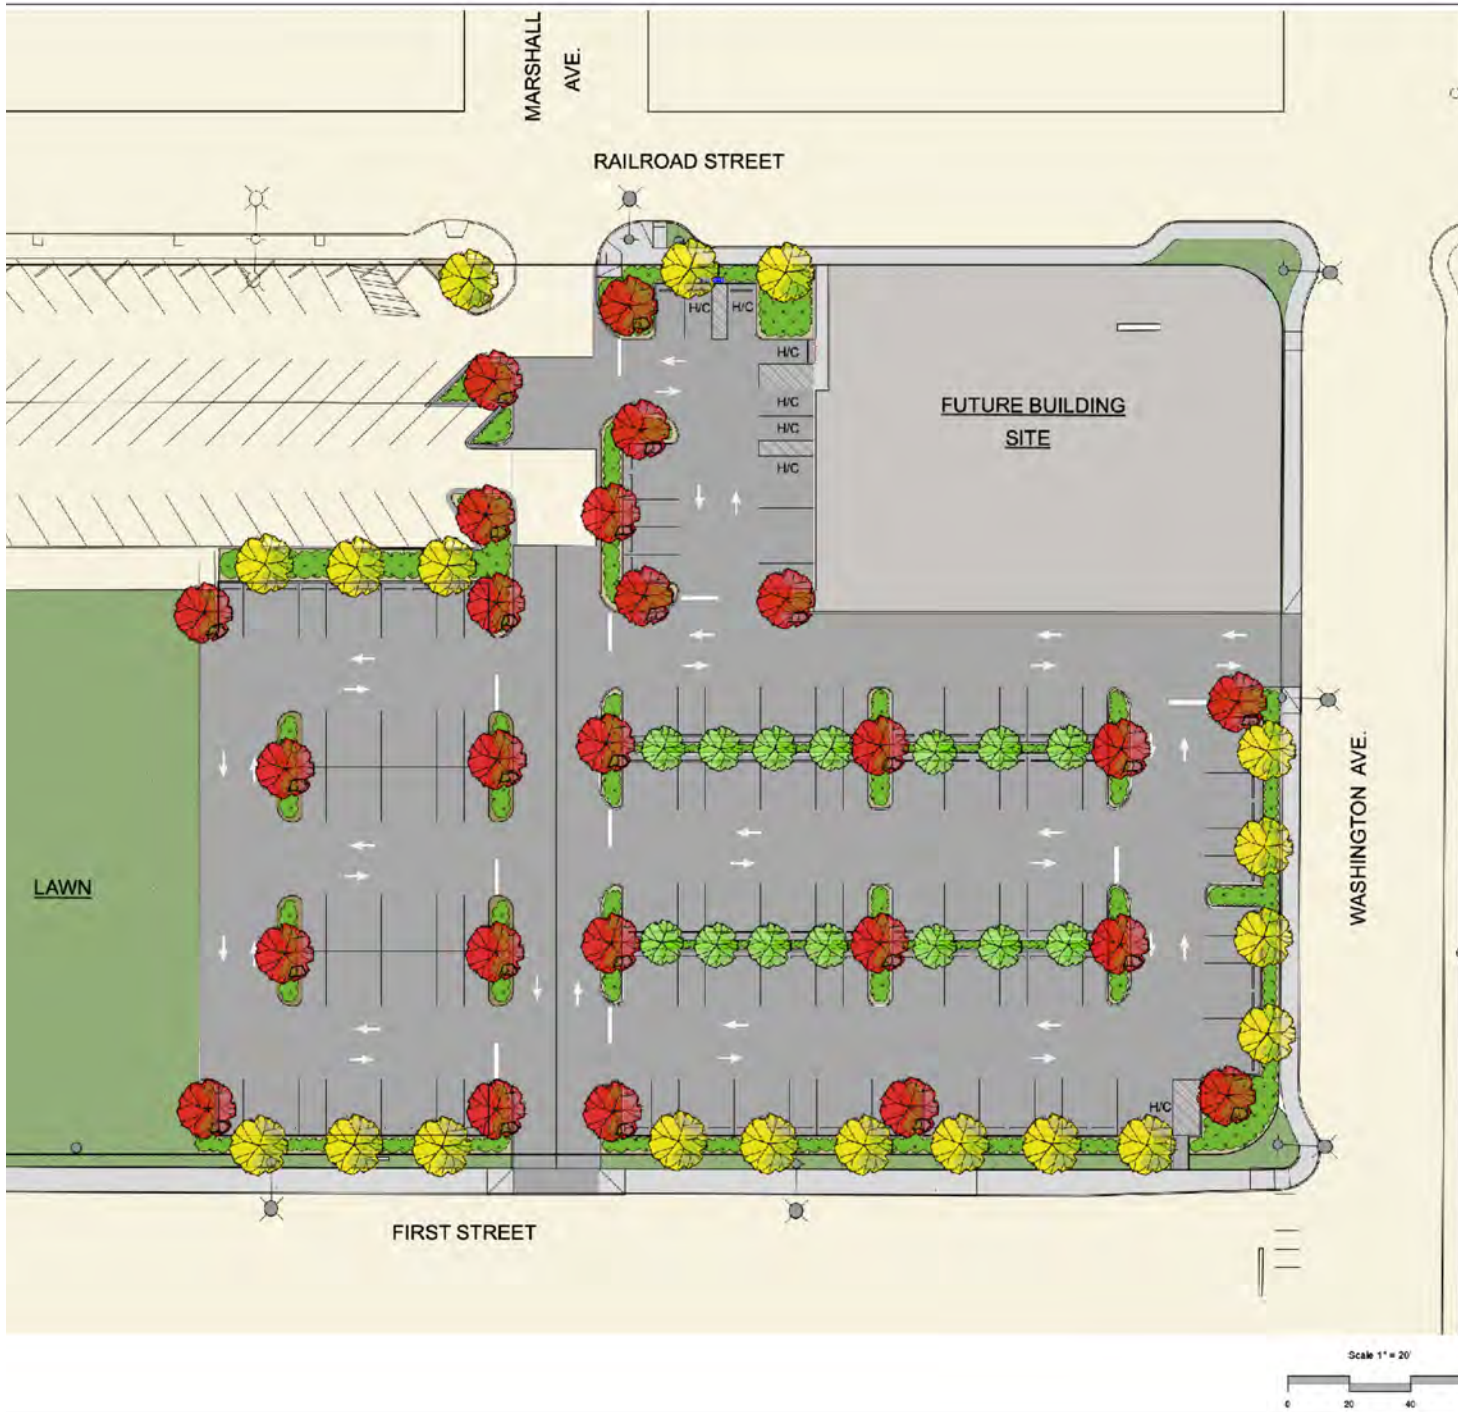 MARSHALL
AVE.
RAILROAD STREET
H/C
H/C
H/C
H/C
H/C
H/C
FUTURE BUILDING
SITE
LAWN
WASHINGTON AVE.
H/C
FIRST STREET
Scale 1" = 20'
0 20 40